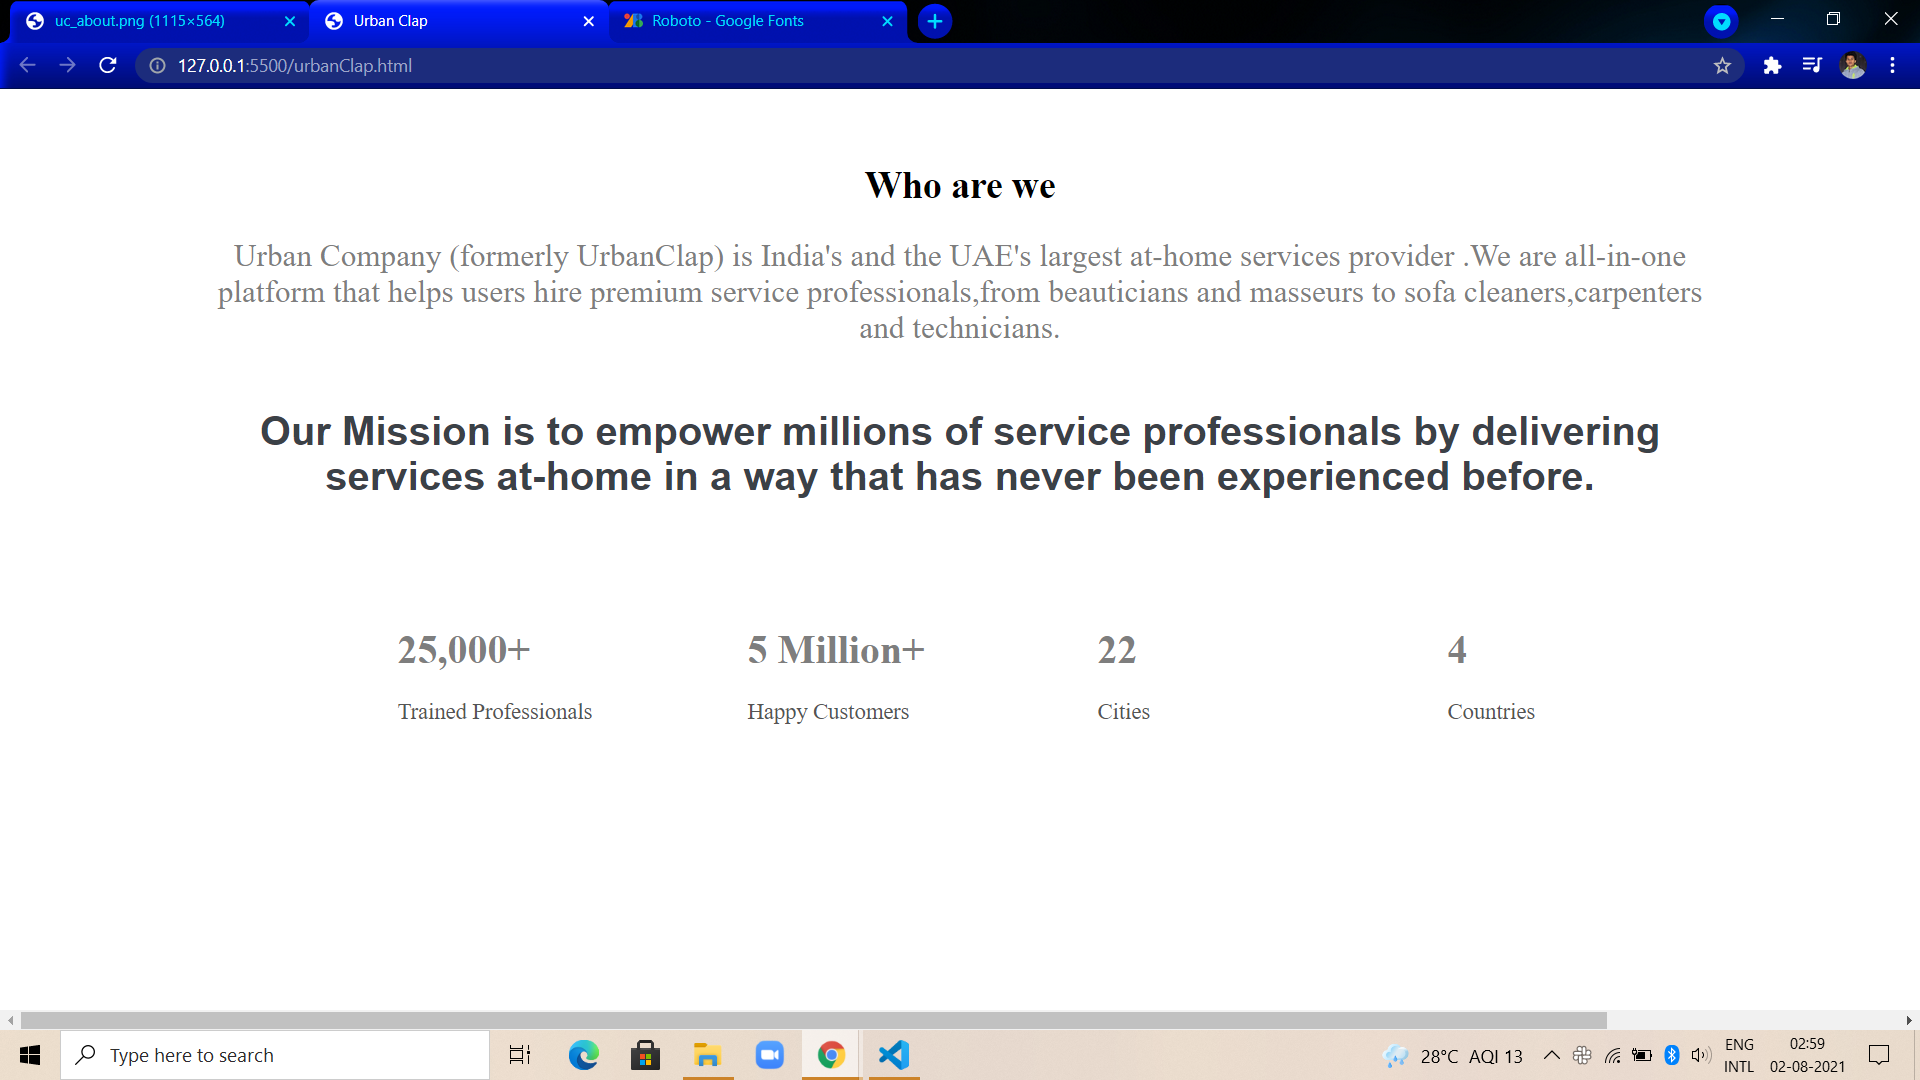 uc_about.png (1115×564)
Urban Clap
Roboto - Google Fonts
127.0.0.1:5500/urbanClap.html
Who are we
Urban Company (formerly UrbanClap) is India's and the UAE's largest at-home services provider .We are all-in-one
platform that helps users hire premium service professionals,from beauticians and masseurs to sofa cleaners,carpenters
and technicians.
Our Mission is to empower millions of service professionals by delivering
services at-home in a way that has never been experienced before.
25,000+
5 Million+
22
4
Trained Professionals
Happy Customers
Cities
Countries
Type here to search
28°C AQI 13
ENG
INTL
02:59
02-08-2021